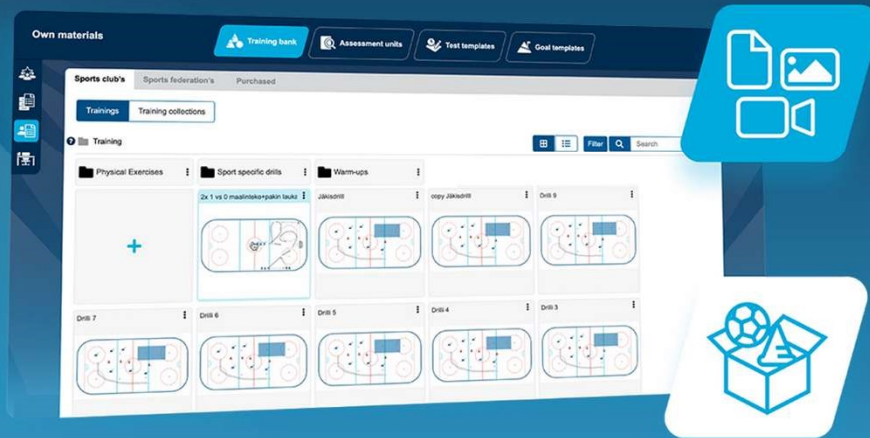 Own materials
Training bank
Assessment units
Test templates
Goal templates
Sports club's
Sports federation's
Purchased
Trainings
Training collections
?
Training
Filter
Search
Physical Exercises
Sport specific drills
Warm-ups
+
2x 1 vs 0 maalinteko+pakin laukz
Jäkisdrill
copy Jäkisdrill
Drilli 9
Drilli 7
Drilli 6
Drilli 5
Drilli 4
Drilli 3